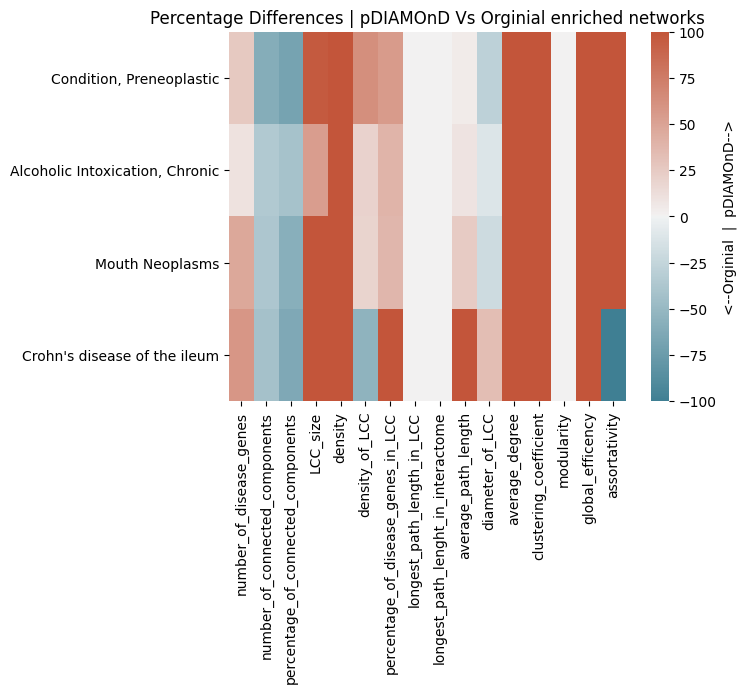 Percentage Differences | pDIAMOnD Vs Orginial enriched networks
Condition, Preneoplastic
Alcoholic Intoxication, Chronic
Mouth Neoplasms
Crohn's disease of the ileum
number_of_disease_genes
number_of_connected_components
percentage_of_connected_components
LCC_size
density
density_of_LCC
percentage_of_disease_genes_in_LCC
longest_path_length_in_LCC
longest_path_lenght_in_interactome
average_path_length
diameter_of_LCC
average_degree
clustering_coefficient
modularity
global_efficency
assortativity
100
75
50
25
0
−25
−50
−75
−100
<--Orginial | pDIAMOnD-->